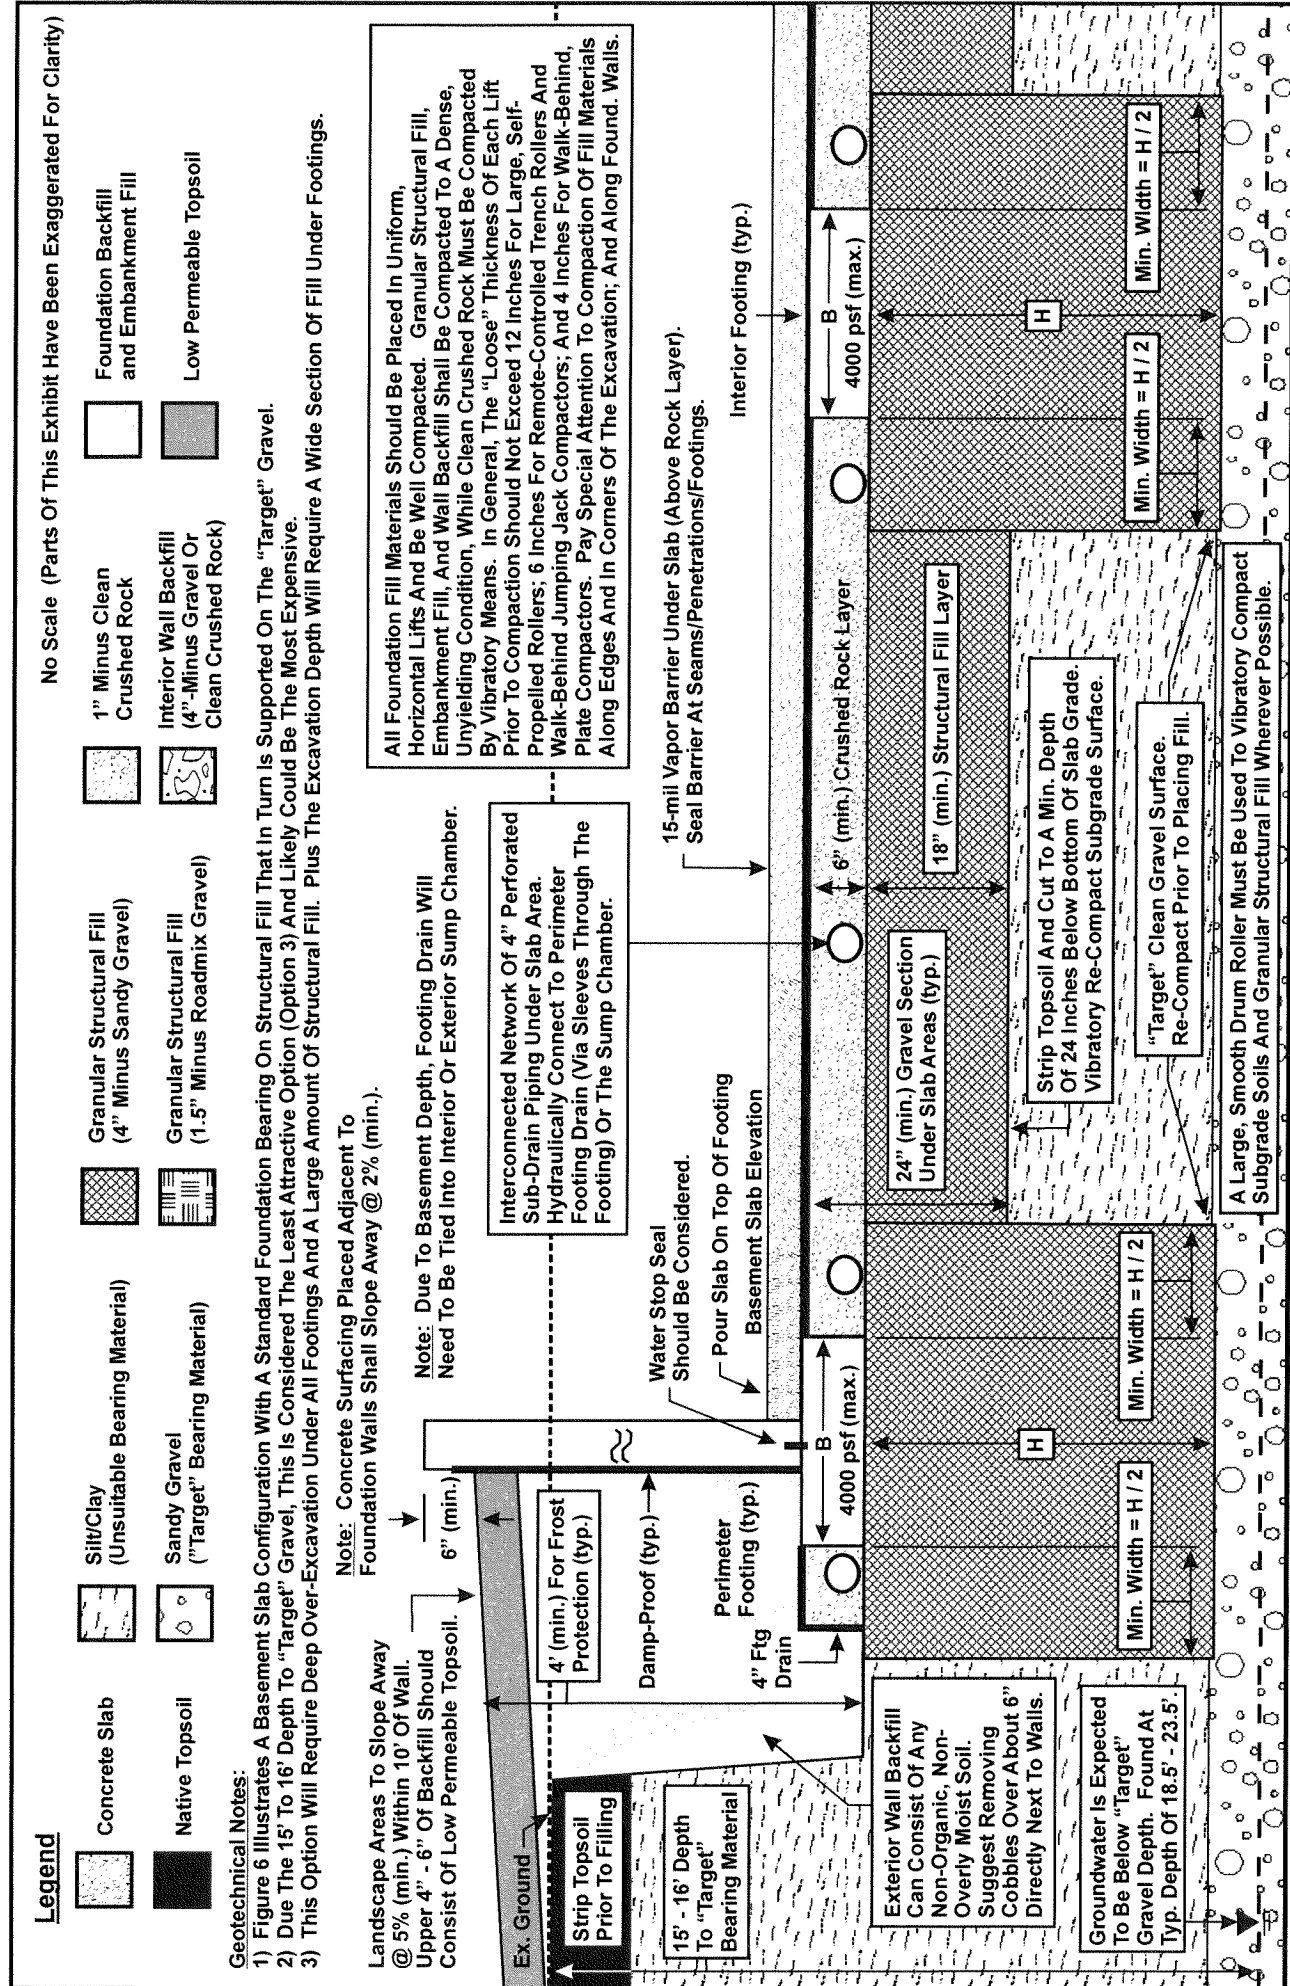 No Scale (Parts Of This Exhibit Have Been Exaggerated For Clarity)
Legend
Concrete Slab
Silt/Clay
(Unsuitable Bearing Material)
Granular Structural Fill
(4" Minus Sandy Gravel)
1" Minus Clean
Crushed Rock
Foundation Backfill
and Embankment Fill
Native Topsoil
Sandy Gravel
("Target" Bearing Material)
Granular Structural Fill
(1.5" Minus Roadmix Gravel)
Interior Wall Backfill
(4"-Minus Gravel Or
Clean Crushed Rock)
Low Permeable Topsoil
Geotechnical Notes:
1) Figure 6 Illustrates A Basement Slab Configuration With A Standard Foundation Bearing On Structural Fill That In Turn Is Supported On The "Target" Gravel.
2) Due The 15' To 16' Depth To "Target" Gravel, This Is Considered The Least Attractive Option (Option 3) And Likely Could Be The Most Expensive.
3) This Option Will Require Deep Over-Excavation Under All Footings And A Large Amount Of Structural Fill. Plus The Excavation Depth Will Require A Wide Section Of Fill Under Footings.
Landscape Areas To Slope Away
@ 5% (min.) Within 10' Of Wall.
Upper 4" - 6" Of Backfill Should
Consist Of Low Permeable Topsoil.
Note: Concrete Surfacing Placed Adjacent To
Foundation Walls Shall Slope Away @ 2% (min.).
6" (min.)
Note: Due To Basement Depth, Footing Drain Will
Need To Be Tied Into Interior Or Exterior Sump Chamber.
All Foundation Fill Materials Should Be Placed In Uniform,
Horizontal Lifts And Be Well Compacted. Granular Structural Fill,
Embankment Fill, And Wall Backfill Shall Be Compacted To A Dense,
Unyielding Condition, While Clean Crushed Rock Must Be Compacted
By Vibratory Means. In General, The "Loose" Thickness Of Each Lift
Prior To Compaction Should Not Exceed 12 Inches For Large, Self-
Propelled Rollers; 6 Inches For Remote-Controlled Trench Rollers And
Walk-Behind Jumping Jack Compactors; And 4 Inches For Walk-Behind,
Plate Compactors. Pay Special Attention To Compaction Of Fill Materials
Along Edges And In Corners Of The Excavation; And Along Found. Walls.
Interconnected Network Of 4" Perforated
Sub-Drain Piping Under Slab Area.
Hydraulically Connect To Perimeter
Footing Drain (Via Sleeves Through The
Footing) Or The Sump Chamber.
Ex. Ground
Strip Topsoil
Prior To Filling
4' (min.) For Frost
Protection (typ.)
15' - 16' Depth
To "Target"
Bearing Material
Damp-Proof (typ.)
Perimeter
Footing (typ.)
4" Ftg
Drain
Water Stop Seal
Should Be Considered.
Pour Slab On Top Of Footing
Basement Slab Elevation
15-mil Vapor Barrier Under Slab (Above Rock Layer).
Seal Barrier At Seams/Penetrations/Footings.
Interior Footing (typ.)
B
4000 psf (max.)
6" (min.) Crushed Rock Layer
B
4000 psf (max.)
Exterior Wall Backfill
Can Consist Of Any
Non-Organic, Non-
Overly Moist Soil.
Suggest Removing
Cobbles Over About 6"
Directly Next To Walls.
24" (min.) Gravel Section
Under Slab Areas (typ.)
18" (min.) Structural Fill Layer
H
H
Strip Topsoil And Cut To A Min. Depth
Of 24 Inches Below Bottom Of Slab Grade.
Vibratory Re-Compact Subgrade Surface.
Groundwater Is Expected
To Be Below "Target"
Gravel Depth. Found At
Typ. Depth Of 18.5' - 23.5'.
Min. Width = H / 2
Min. Width = H / 2
"Target" Clean Gravel Surface.
Re-Compact Prior To Placing Fill.
Min. Width = H / 2
Min. Width = H / 2
A Large, Smooth Drum Roller Must Be Used To Vibratory Compact
Subgrade Soils And Granular Structural Fill Wherever Possible.